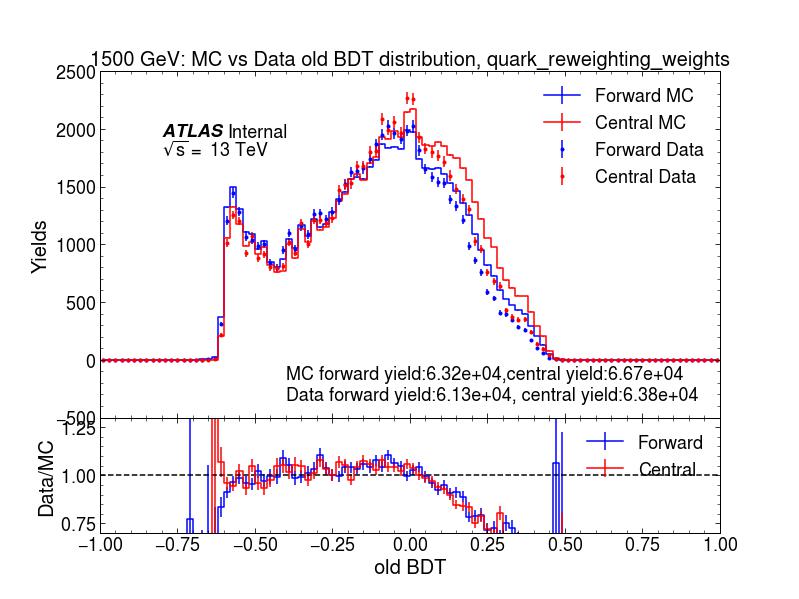 1500 GeV: MC vs Data old BDT distribution, quark_reweighting_weights
2500
2000
1500
1000
500
0
−500
Yields
ATLAS Internal
√s = 13 TeV
Forward MC
Central MC
Forward Data
Central Data
MC forward yield:6.32e+04,central yield:6.67e+04
Data forward yield:6.13e+04, central yield:6.38e+04
1.25
1.00
0.75
Data/MC
Forward
Central
−1.00 −0.75 −0.50 −0.25 0.00 0.25 0.50 0.75 1.00
old BDT